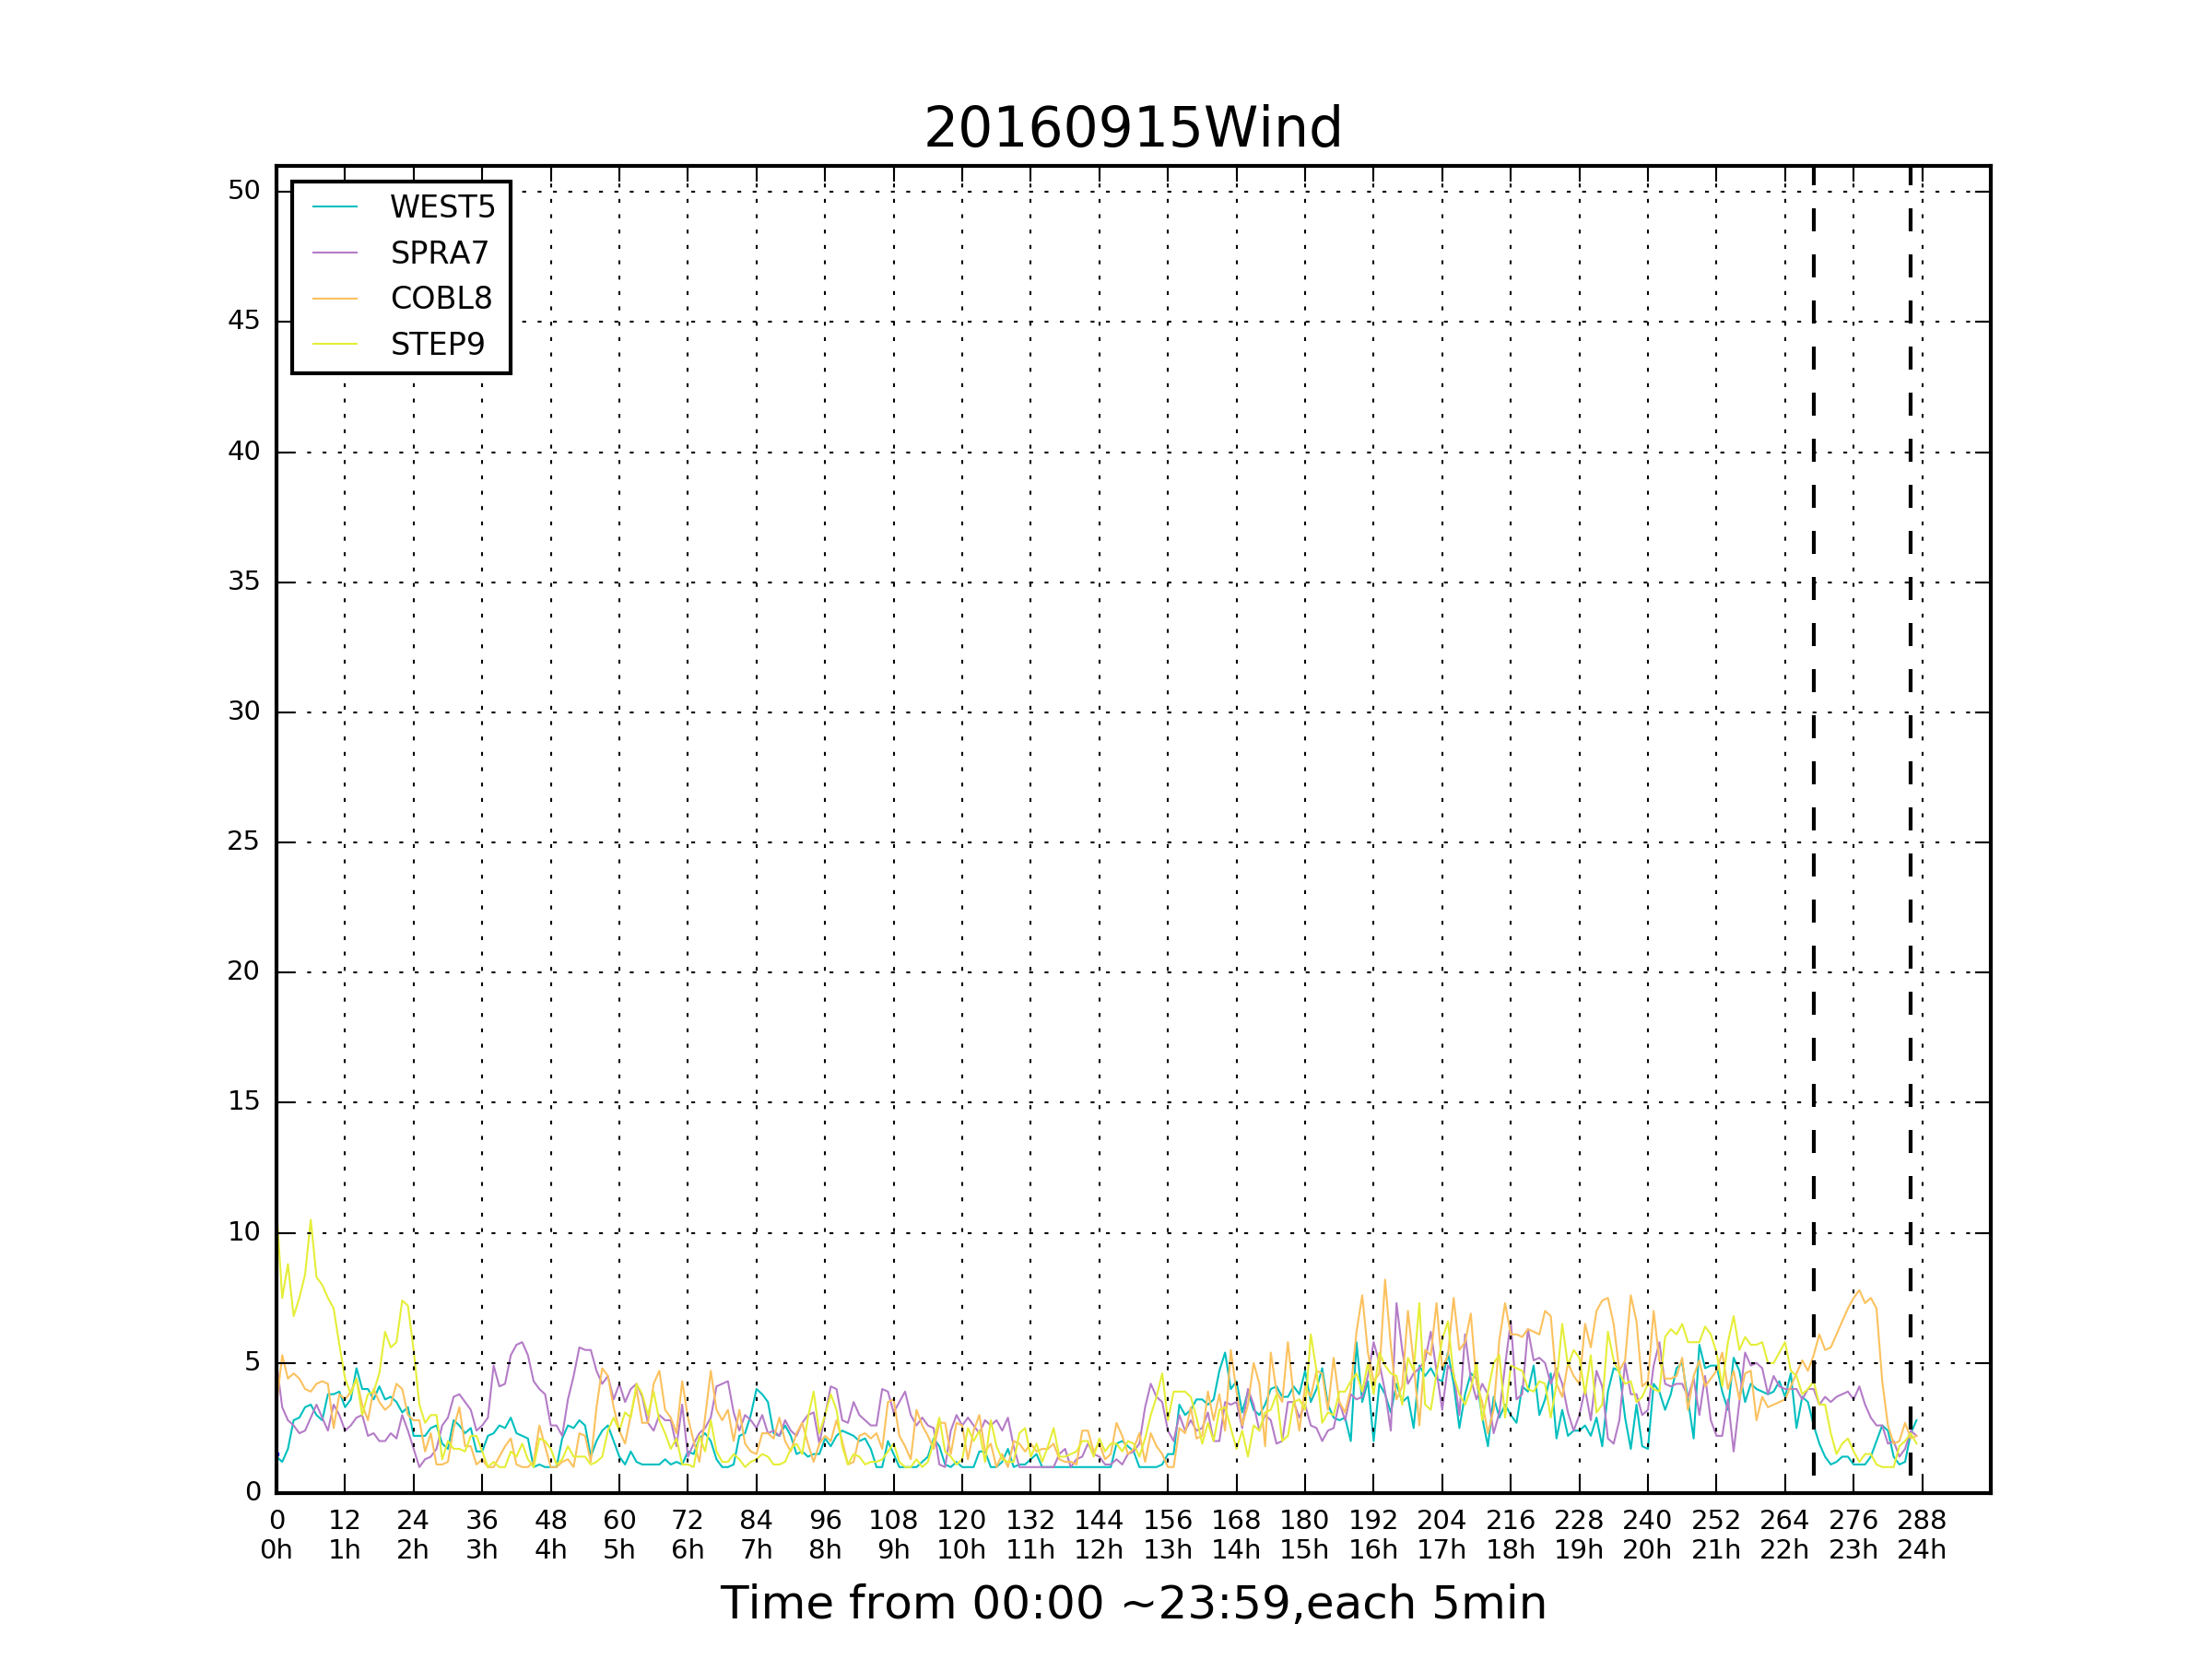 20160915Wind
WEST5
SPRA7
COBL8
STEP9
50
45
40
35
30
25
20
15
10
5
0
0 12 24 36 48 60 72 84 96 108 120 132 144 156 168 180 192 204 216 228 240 252 264 276 288
0h 1h 2h 3h 4h 5h 6h 7h 8h 9h 10h 11h 12h 13h 14h 15h 16h 17h 18h 19h 20h 21h 22h 23h 24h
Time from 00:00 ~23:59,each 5min